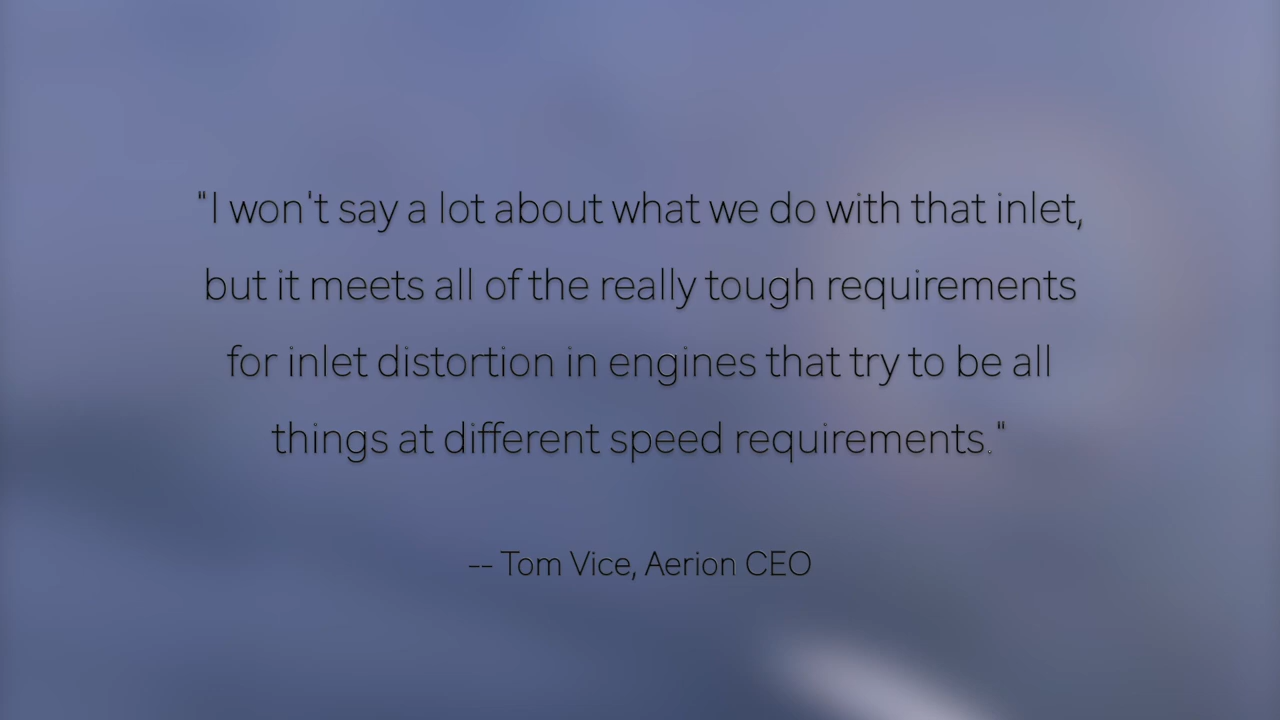 "I won't say a lot about what we do with that inlet,
but it meets all of the really tough requirements
for inlet distortion in engines that try to be all
things at different speed requirements."
-- Tom Vice, Aerion CEO